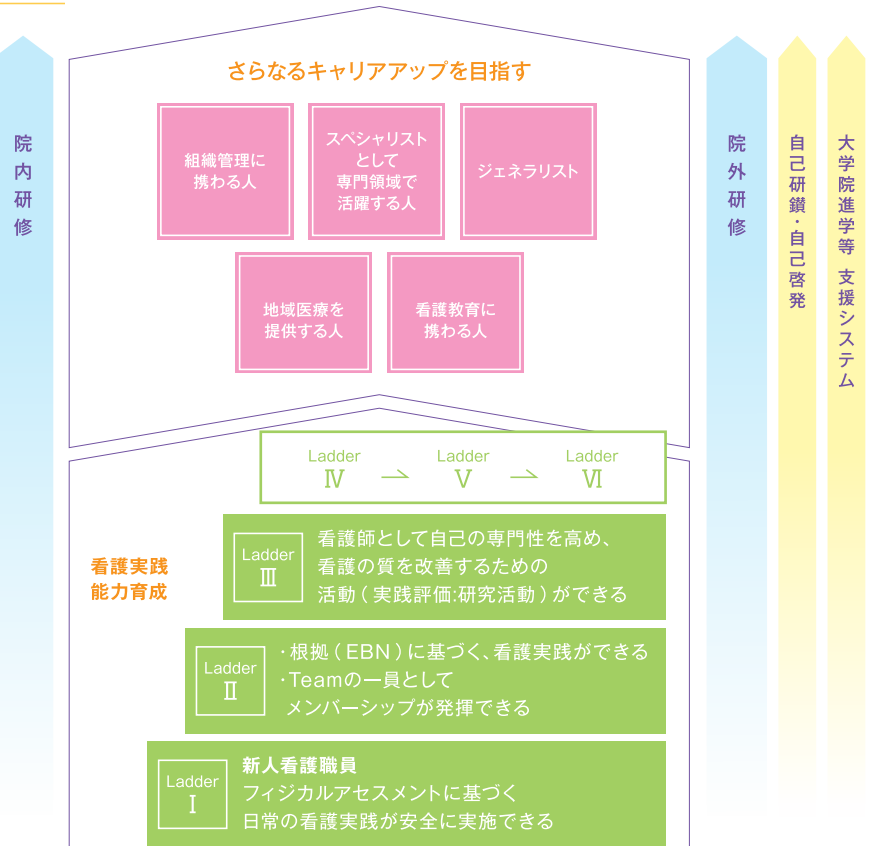 さらなるキャリアアップを目指す
組織管理に
携わる人
スペシャリスト
として
専門領域で
活躍する人
ジェネラリスト
地域医療を
提供する人
看護教育に
携わる人
院内研修
院外研修
自己研鑽・自己啓発
大学院進学等 支援システム
Ladder
Ⅳ
Ladder
Ⅴ
Ladder
Ⅵ
看護実践
能力育成
Ladder
Ⅲ
看護師として自己の専門性を高め、
看護の質を改善するための
活動(実践評価:研究活動)ができる
Ladder
Ⅱ
・根拠(EBN)に基づく、看護実践ができる
・Teamの一員として
メンバーシップが発揮できる
Ladder
Ⅰ
新人看護職員
フィジカルアセスメントに基づく
日常の看護実践が安全に実施できる